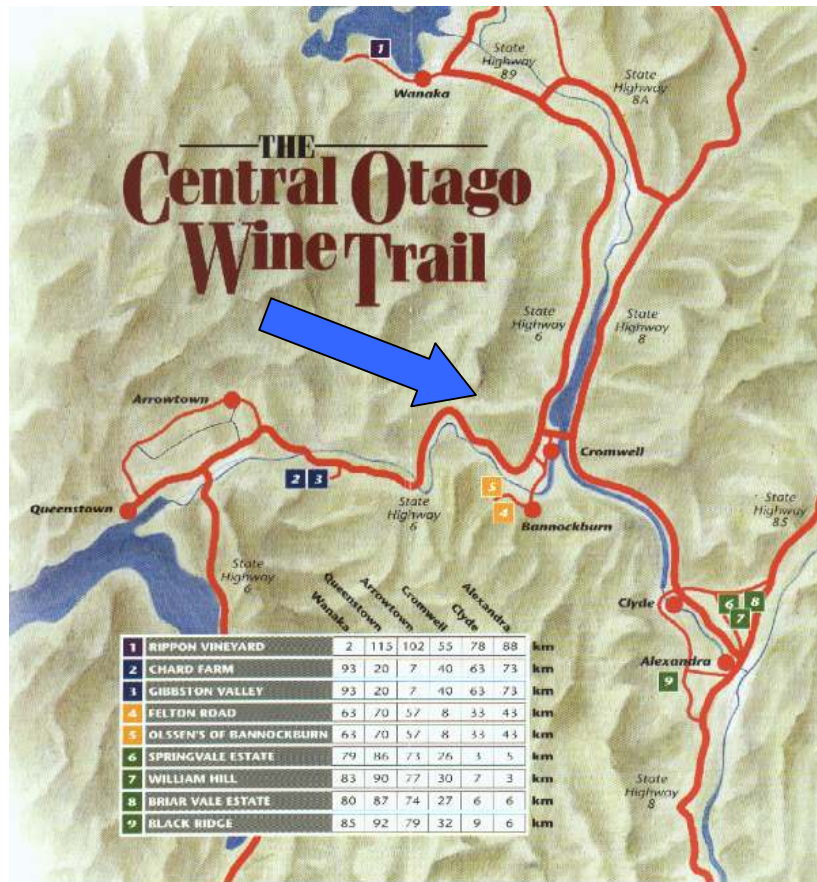 1
Wanaka
State
Highway
89
State
Highway
8A
THE
Central Otago
Wine Trail
State
Highway
6
State
Highway
8
Arrowtown
Cromwell
2 3
5
4
Queenstown
State
Highway
6
Bannockburn
State
Highway
85
State
Highway
6
Clyde
6 8
7
Alexandra
9
State
Highway
8
Wanaka Queenstown Arrowtown Cromwell Clyde Alexandra
1 RIPPON VINEYARD 2 115 102 55 78 88 km
2 CHARD FARM 93 20 7 40 63 73 km
3 GIBBSTON VALLEY 93 20 7 40 63 73 km
4 FELTON ROAD 63 70 57 8 33 43 km
5 OLSSEN'S OF BANNOCKBURN 63 70 57 8 33 43 km
6 SPRINGVALE ESTATE 79 86 73 26 3 5 km
7 WILLIAM HILL 83 90 77 30 7 3 km
8 BRIAR VALE ESTATE 80 87 74 27 6 6 km
9 BLACK RIDGE 85 92 79 32 9 6 km